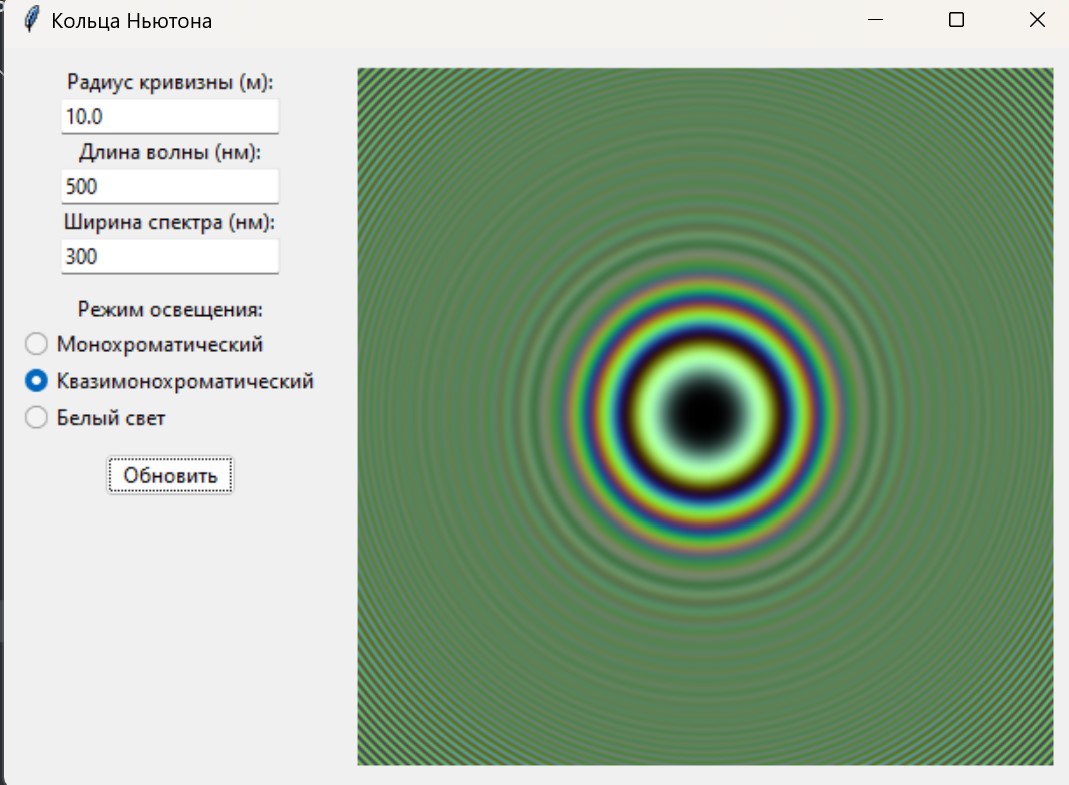 Кольца Ньютона
Радиус кривизны (м):
10.0
Длина волны (нм):
500
Ширина спектра (нм):
300
Режим освещения:
Монохроматический
Квазимонохроматический
Белый свет
Обновить